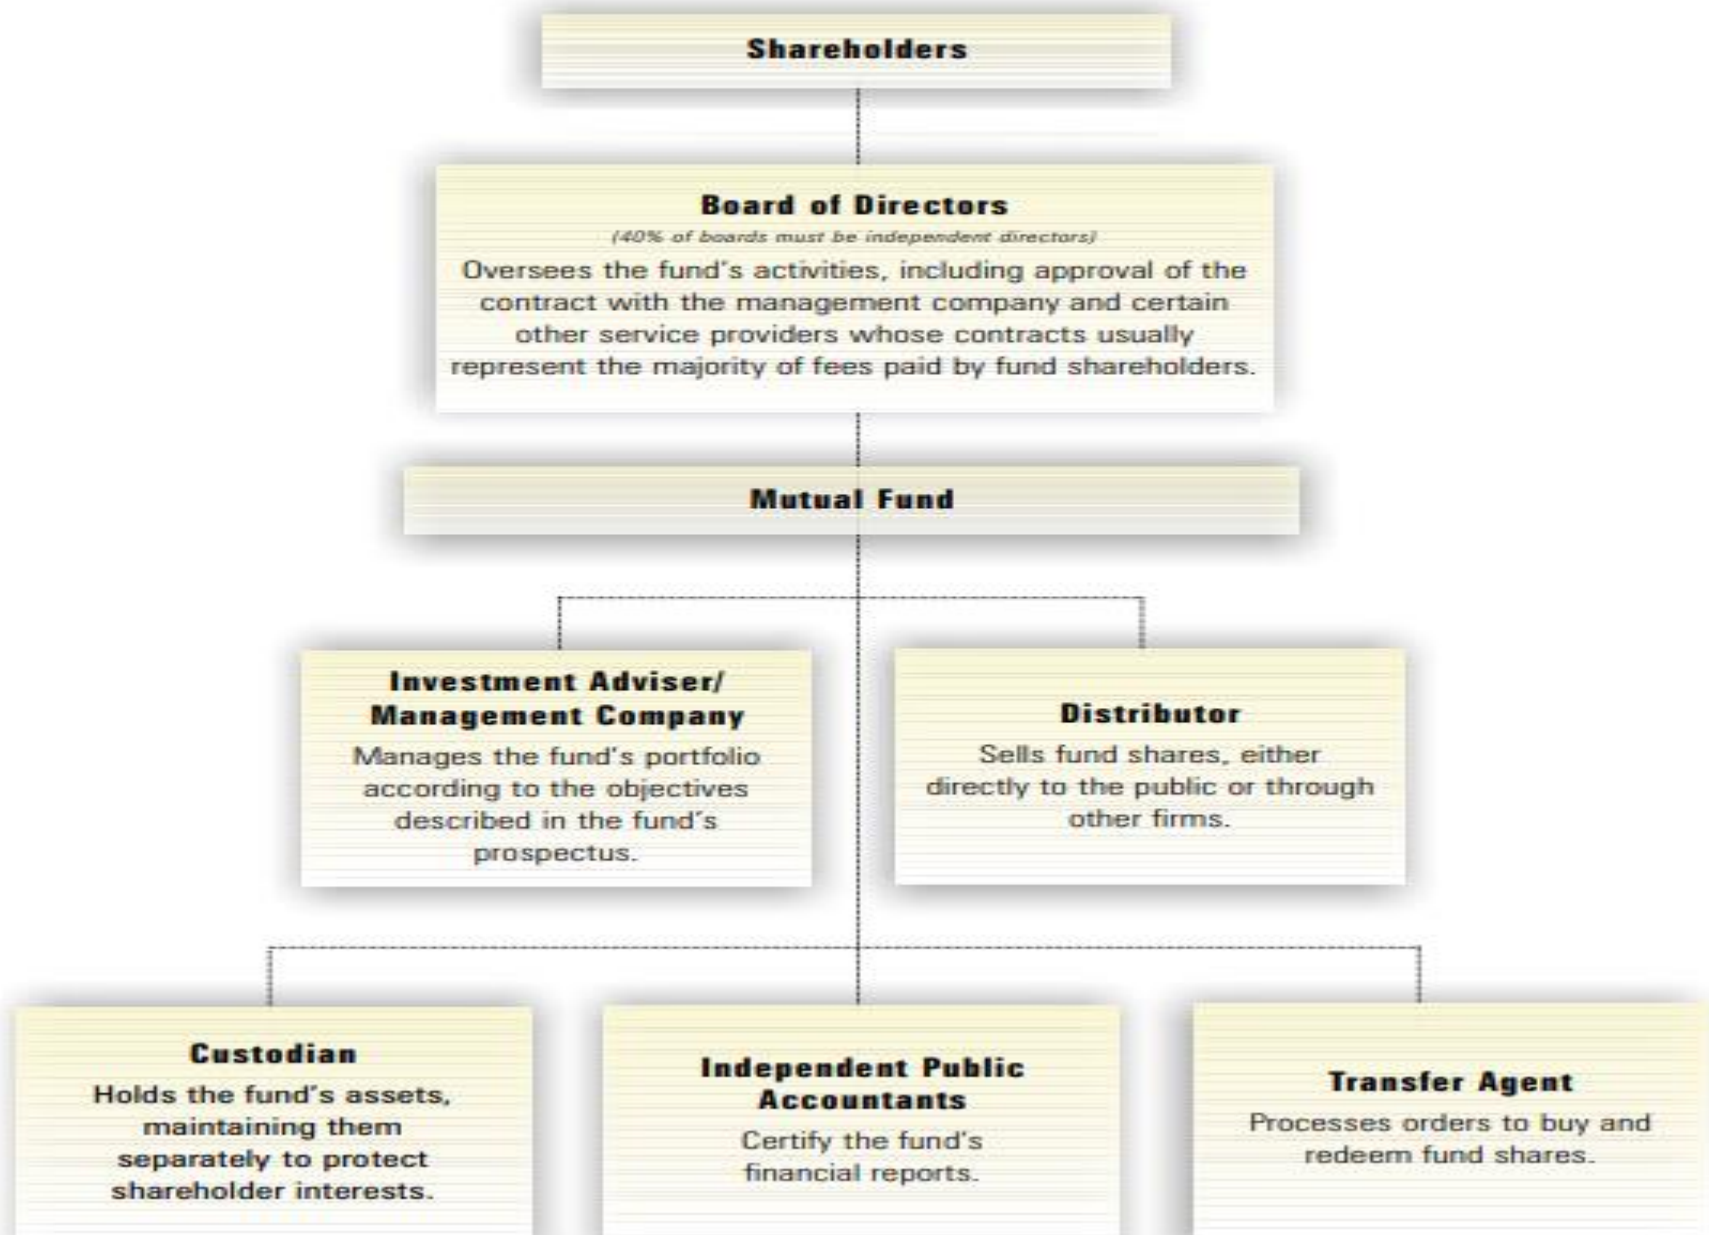 Shareholders
Board of Directors
(40% of boards must be independent directors)
Oversees the fund's activities, including approval of the
contract with the management company and certain
other service providers whose contracts usually
represent the majority of fees paid by fund shareholders.
Mutual Fund
Investment Adviser/
Management Company
Manages the fund's portfolio
according to the objectives
described in the fund's
prospectus.
Distributor
Sells fund shares, either
directly to the public or through
other firms.
Custodian
Holds the fund's assets,
maintaining them
separately to protect
shareholder interests.
Independent Public
Accountants
Certify the fund's
financial reports.
Transfer Agent
Processes orders to buy and
redeem fund shares.